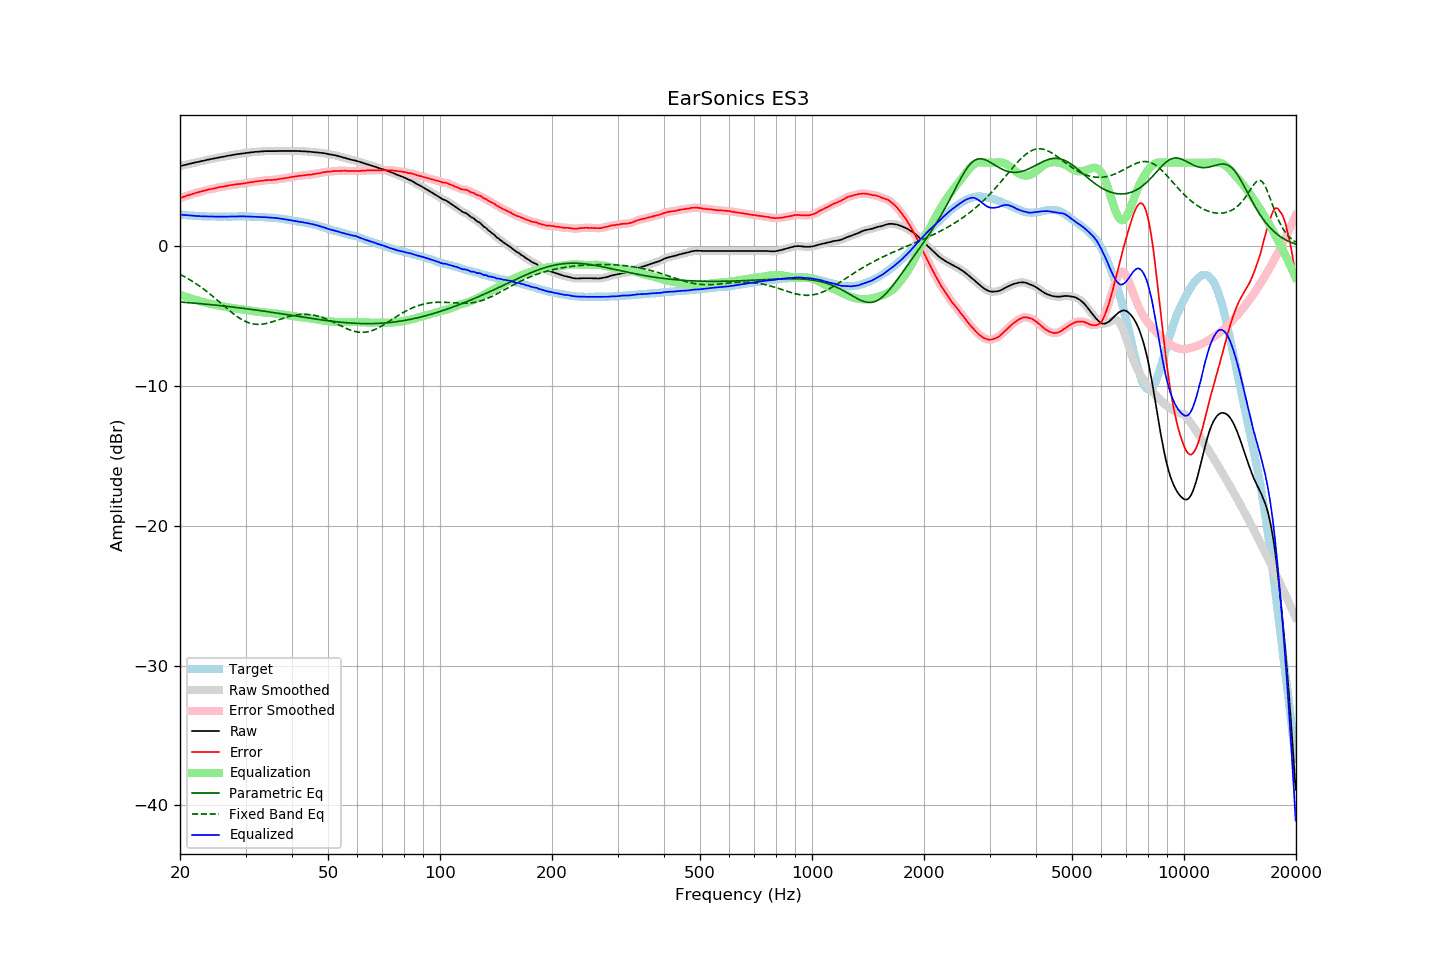 EarSonics ES3
Amplitude (dBr)
0
−10
−20
−30
−40
Target
Raw Smoothed
Error Smoothed
Raw
Error
Equalization
Parametric Eq
Fixed Band Eq
Equalized
20 50 100 200 500 1000 2000 5000 10000 20000
Frequency (Hz)